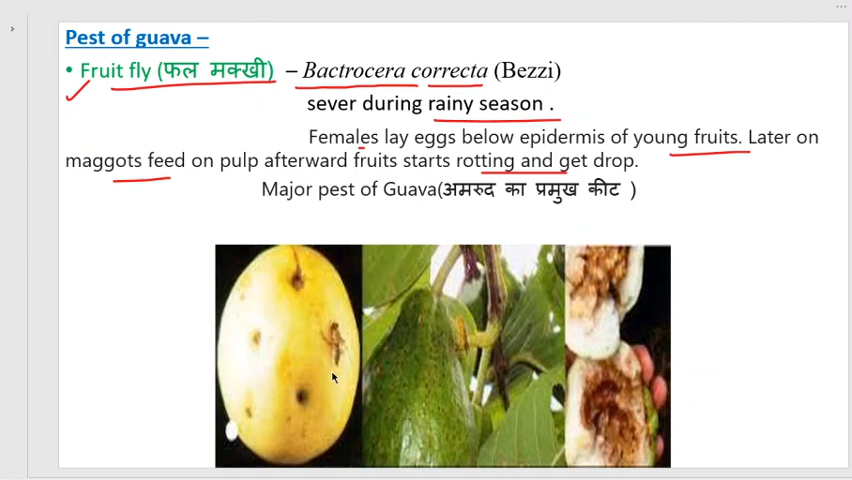 Pest of guava –
• Fruit fly (फल मक्खी) – Bactrocera correcta (Bezzi)
sever during rainy season .
Females lay eggs below epidermis of young fruits. Later on
maggots feed on pulp afterward fruits starts rotting and get drop.
Major pest of Guava(अमरुद का प्रमुख कीट )